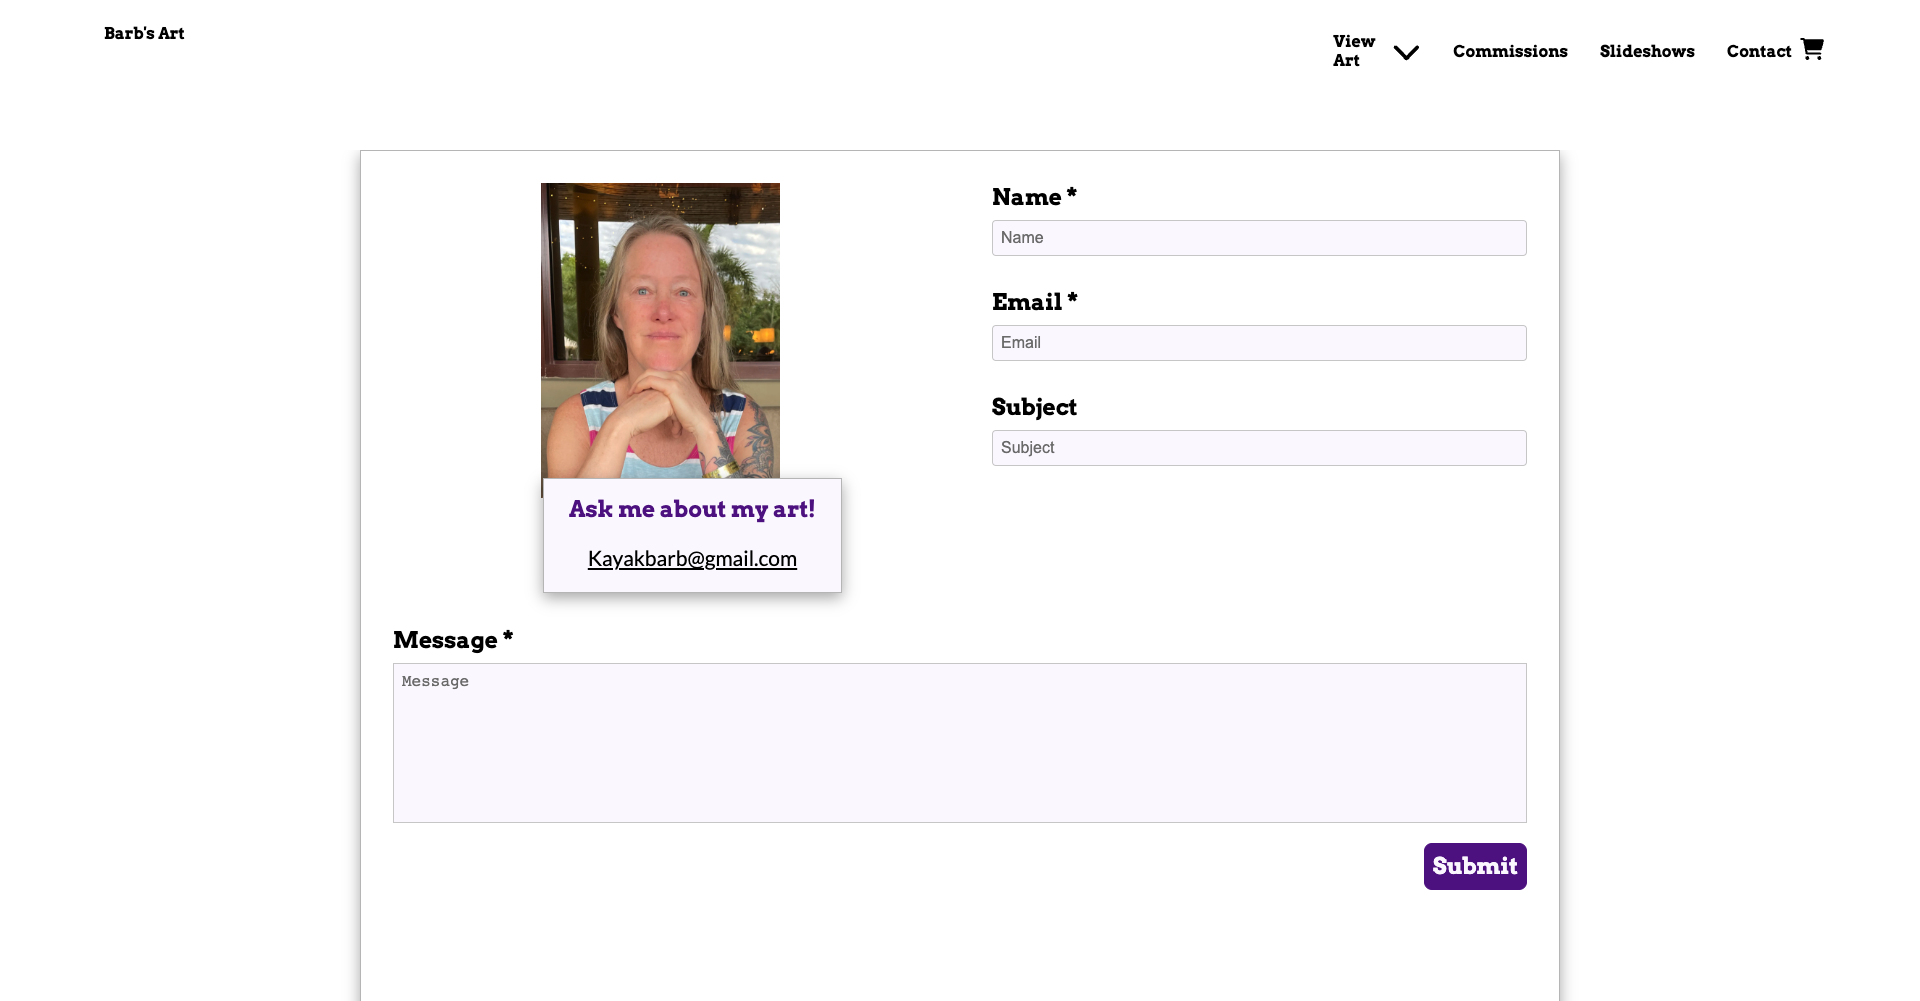 Barb's Art
View
Art
Commissions
Slideshows
Contact
Name *
Name
Email *
Email
Subject
Subject
Ask me about my art!
Kayakbarb@gmail.com
Message *
Message
Submit